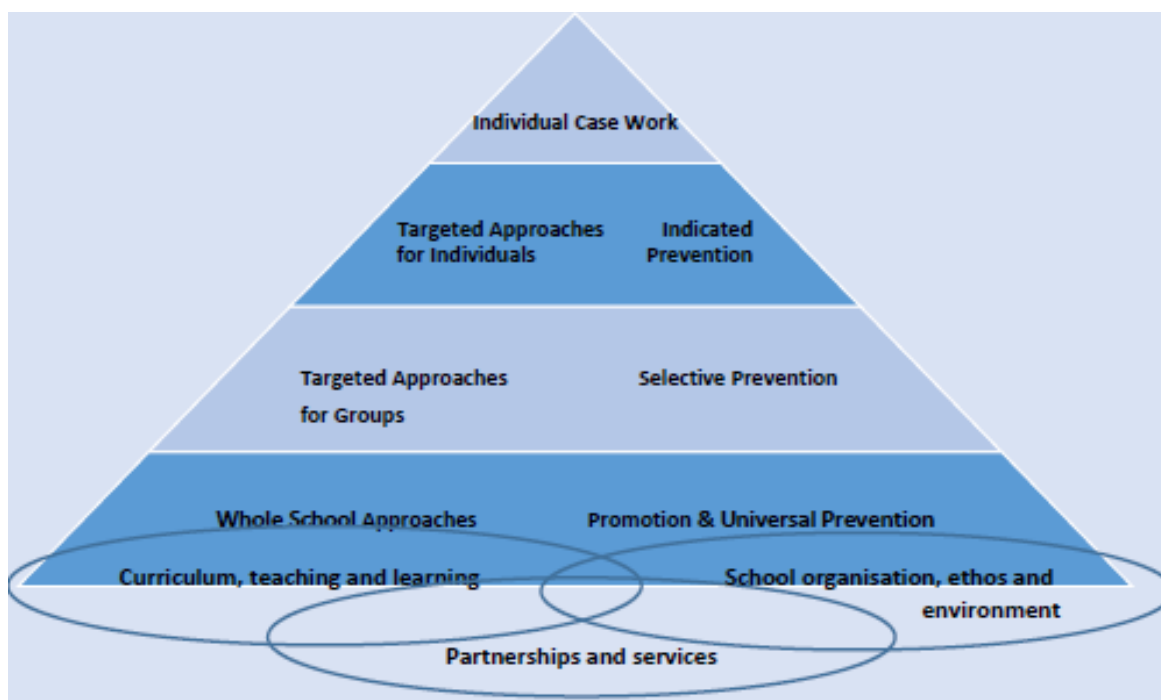 Individual Case Work
Targeted Approaches
for Individuals
Indicated
Prevention
Targeted Approaches
for Groups
Selective Prevention
Whole School Approaches
Promotion & Universal Prevention
Curriculum, teaching and learning
School organisation, ethos and
environment
Partnerships and services